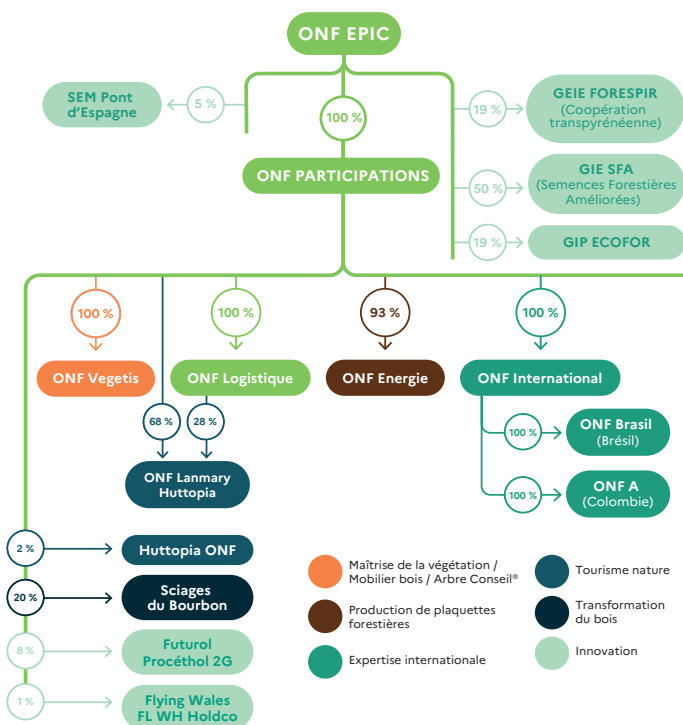 ONF EPIC
SEM Pont
d'Espagne
5 %
100 %
19 %
GEIE FORESPIR
(Coopération
transpyrénéenne)
ONF PARTICIPATIONS
50 %
GIE SFA
(Semences Forestières
Améliorées)
19 %
GIP ECOFOR
100 %
100 %
93 %
100 %
ONF Vegetis
ONF Logistique
ONF Energie
ONF International
68 %
28 %
100 %
ONF Brasil
(Brésil)
ONF Lanmary
Huttopia
100 %
ONF A
(Colombie)
2 %
Huttopia ONF
20 %
Sciages
du Bourbon
8 %
Futurol
Procéthol 2G
1 %
Flying Wales
FL WH Holdco
Maîtrise de la végétation /
Mobilier bois / Arbre Conseil®
Production de plaquettes
forestières
Expertise internationale
Tourisme nature
Transformation
du bois
Innovation